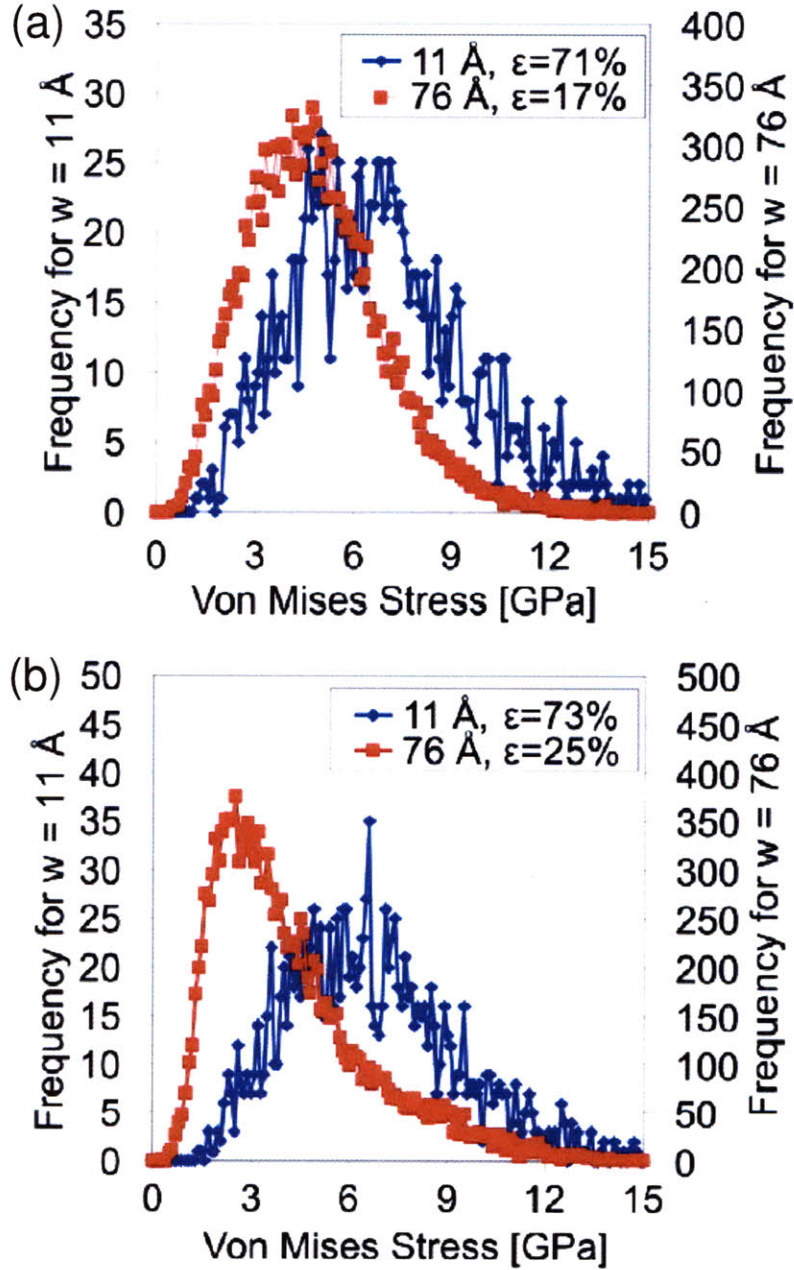 (a)
35
30
25
20
15
10
5
0
Frequency for w = 11 Å
11 Å, ε=71%
76 Å, ε=17%
400
350
300
250
200
150
100
50
0
Frequency for w = 76 Å
0 3 6 9 12 15
Von Mises Stress [GPa]
(b)
50
45
40
35
30
25
20
15
10
5
0
Frequency for w = 11 Å
11 Å, ε=73%
76 Å, ε=25%
500
450
400
350
300
250
200
150
100
50
0
Frequency for w = 76 Å
0 3 6 9 12 15
Von Mises Stress [GPa]